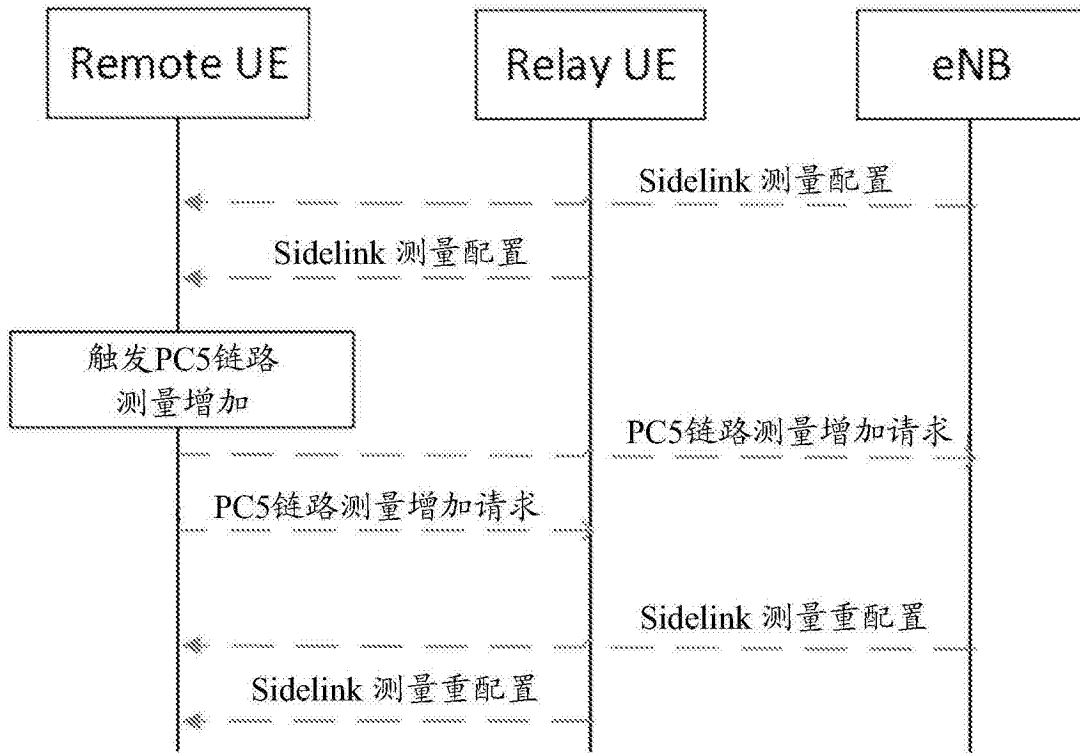 Remote UE
Relay UE
eNB
Sidelink 测量配置
Sidelink 测量配置
触发PC5链路
测量增加
PC5链路测量增加请求
PC5链路测量增加请求
Sidelink 测量重配置
Sidelink 测量重配置